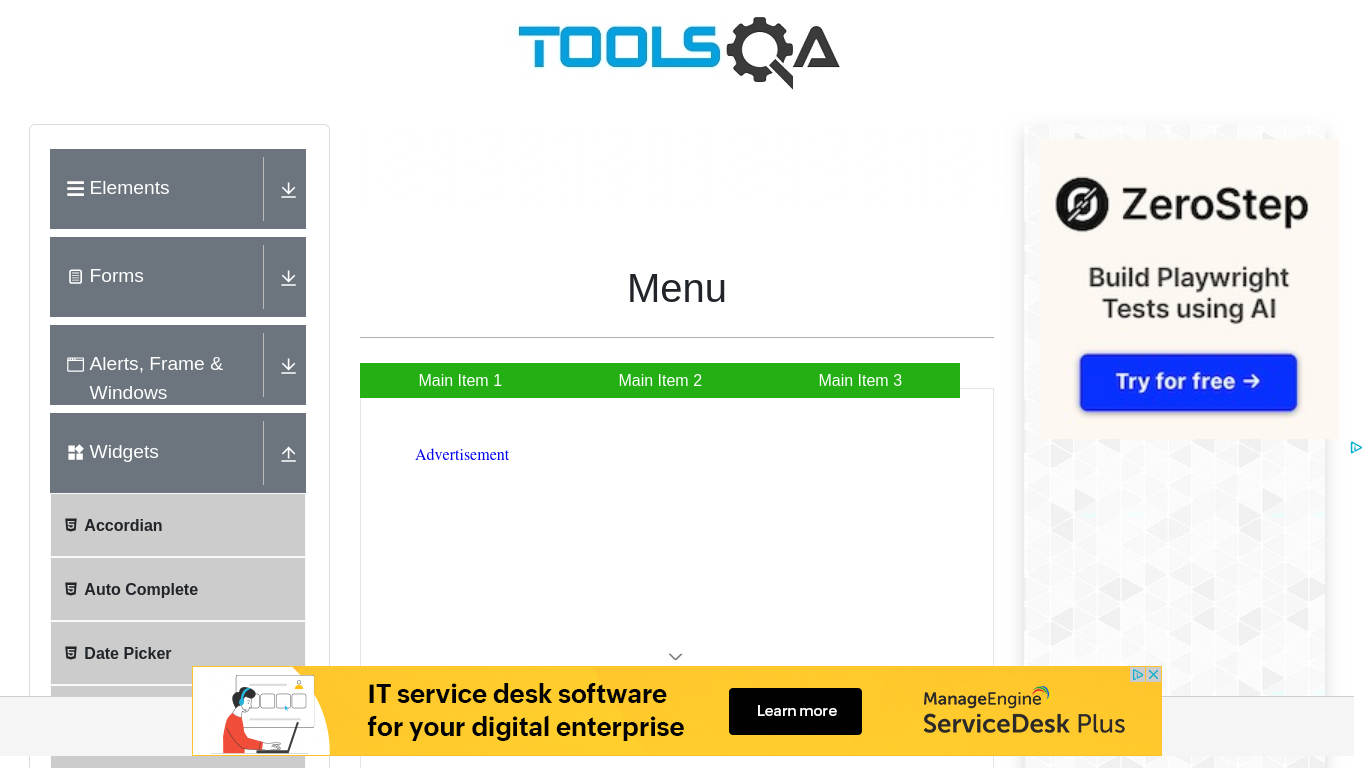 TOOLSQA
Elements
Forms
Alerts, Frame &
Windows
Widgets
Accordian
Auto Complete
Date Picker
Menu
Main Item 1
Main Item 2
Main Item 3
Advertisement
ZeroStep
Build Playwright
Tests using AI
Try for free →
IT service desk software
for your digital enterprise
Learn more
ManageEngine
ServiceDesk Plus